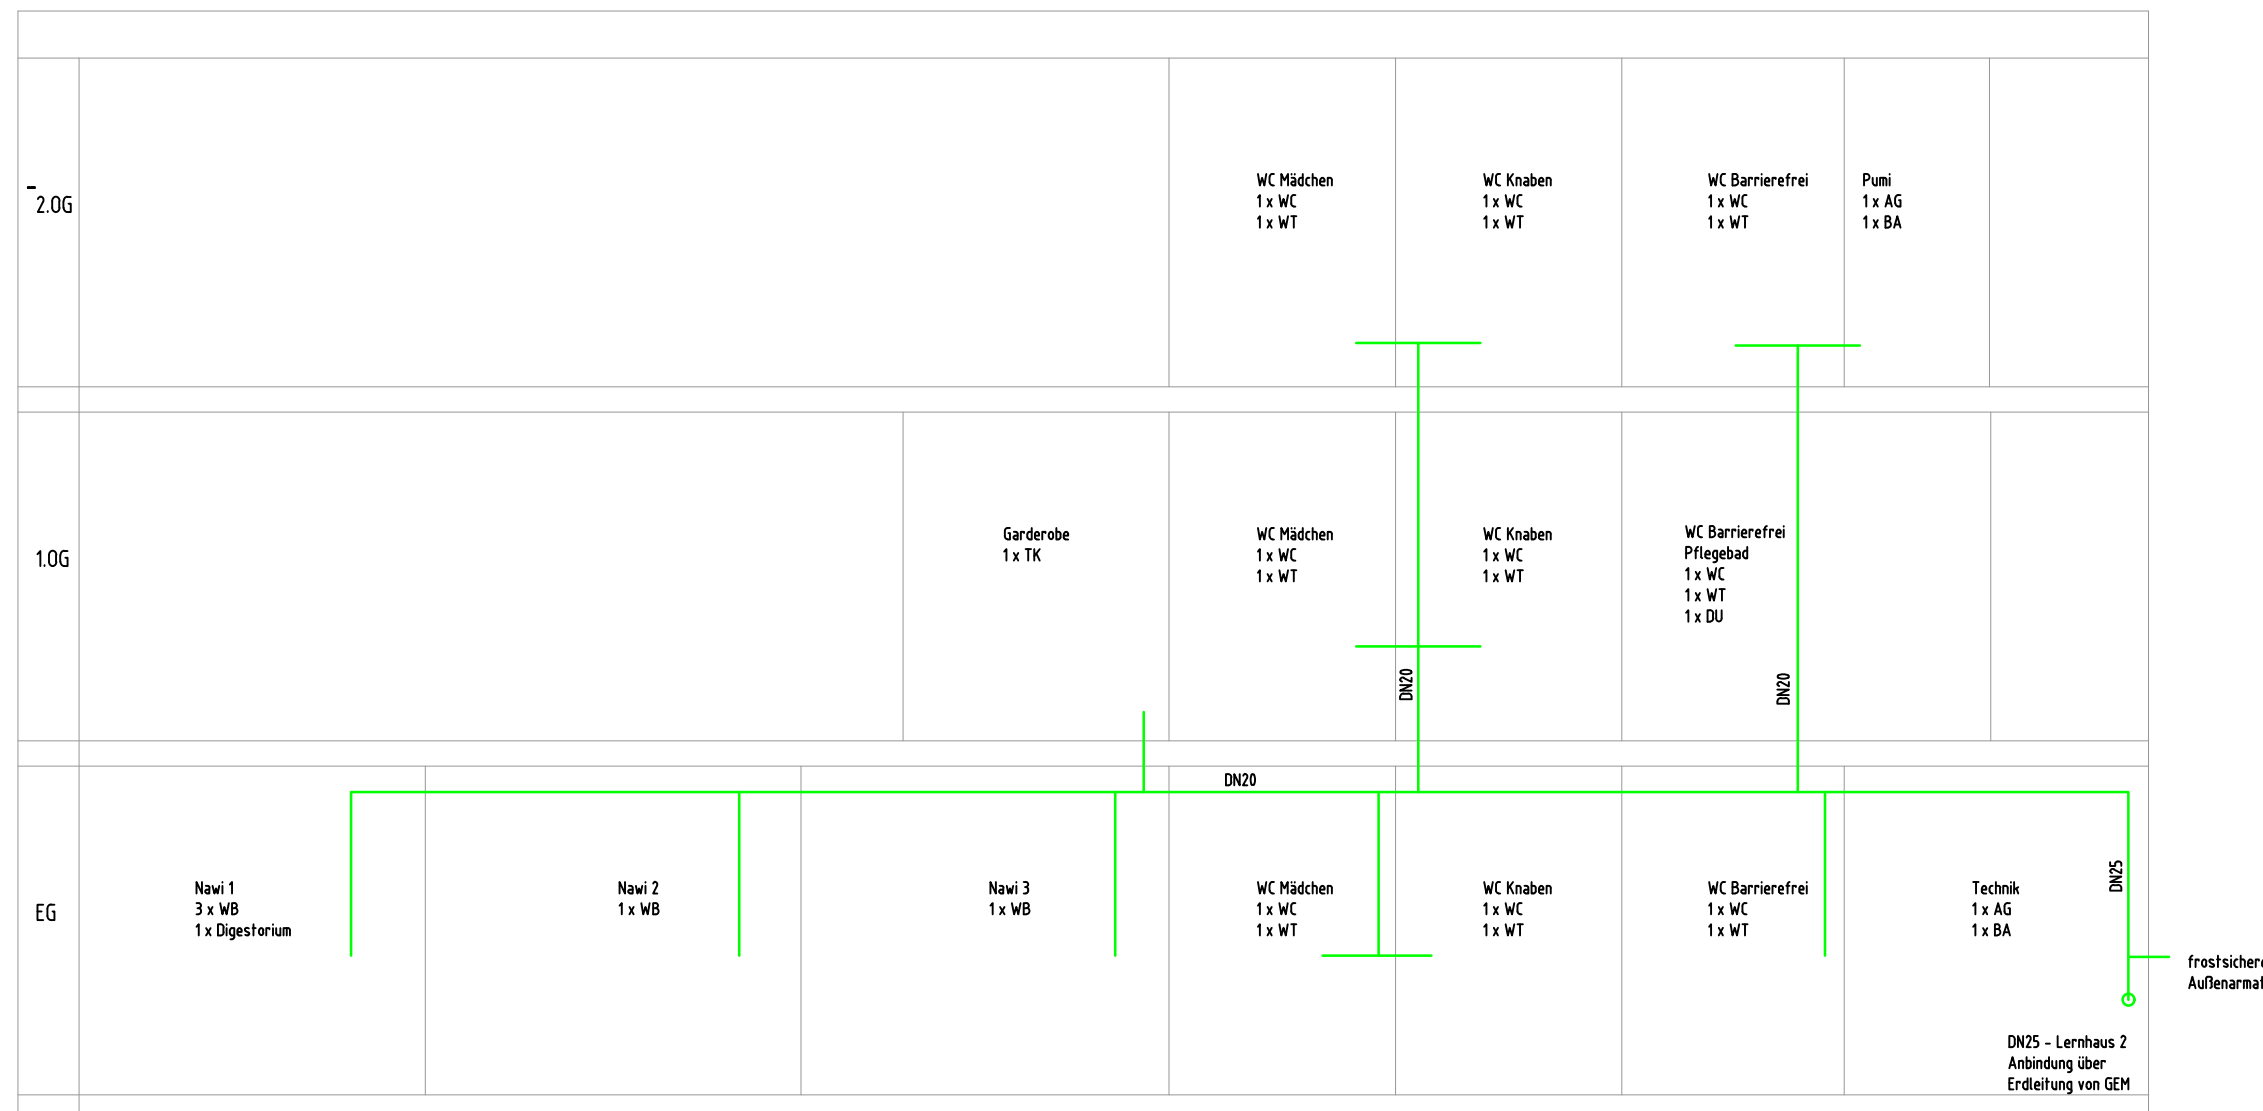 2.OG
WC Mädchen
1 x WC
1 x WT
WC Knaben
1 x WC
1 x WT
WC Barrierefrei
1 x WC
1 x WT
Pumi
1 x AG
1 x BA
1.OG
Garderobe
1 x TK
WC Mädchen
1 x WC
1 x WT
WC Knaben
1 x WC
1 x WT
WC Barrierefrei
Pflegebad
1 x WC
1 x WT
1 x DU
DN20
DN20
DN20
EG
Nawi 1
3 x WB
1 x Digestorium
Nawi 2
1 x WB
Nawi 3
1 x WB
WC Mädchen
1 x WC
1 x WT
WC Knaben
1 x WC
1 x WT
WC Barrierefrei
1 x WC
1 x WT
Technik
1 x AG
1 x BA
DN25
frostsichere
Außenarmat
DN25 - Lernhaus 2
Anbindung über
Erdleitung von GEM